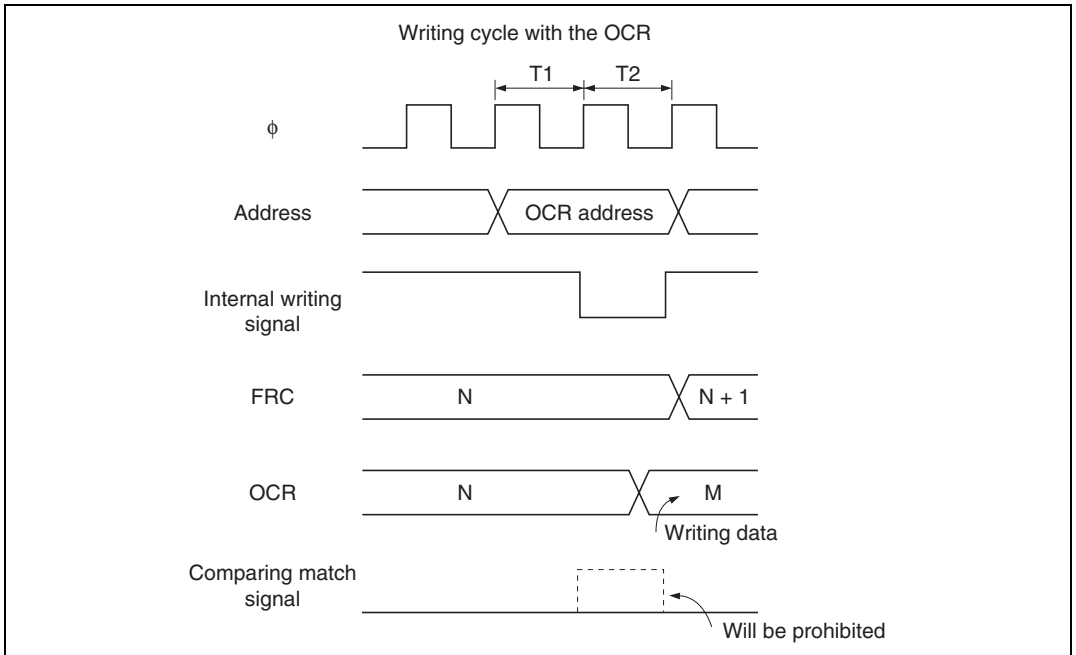 Writing cycle with the OCR
T1 T2
ϕ
Address OCR address
Internal writing
signal
FRC N N + 1
OCR N M
Writing data
Comparing match
signal
Will be prohibited